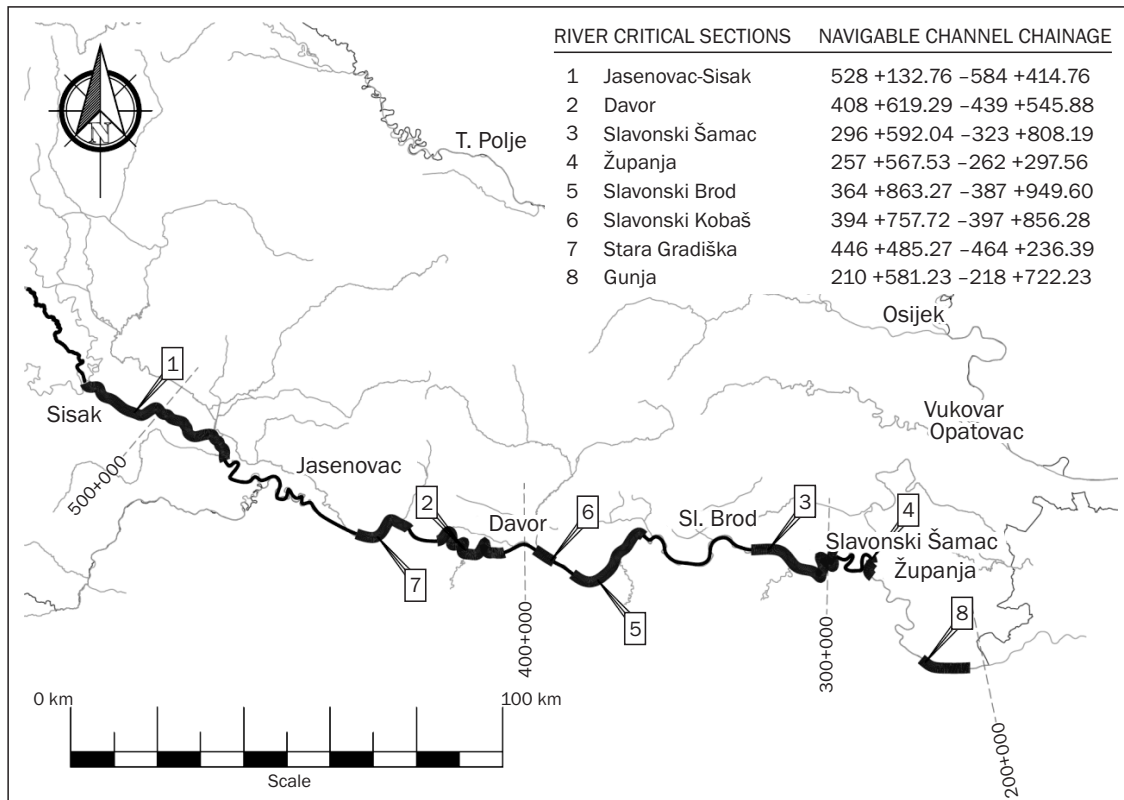 RIVER CRITICAL SECTIONS NAVIGABLE CHANNEL CHAINAGE
1 Jasenovac-Sisak 528 +132.76 –584 +414.76
2 Davor 408 +619.29 –439 +545.88
3 Slavonski Šamac 296 +592.04 –323 +808.19
4 Županja 257 +567.53 –262 +297.56
5 Slavonski Brod 364 +863.27 –387 +949.60
6 Slavonski Kobaš 394 +757.72 –397 +856.28
7 Stara Gradiška 446 +485.27 –464 +236.39
8 Gunja 210 +581.23 –218 +722.23
N
T. Polje
Osijek
1
Sisak
Vukovar
Opatovac
500+000
Jasenovac
2
Davor
6
Sl. Brod
3
4
Slavonski Šamac
Županja
7
5
8
400+000
300+000
200+000
0 km
100 km
Scale